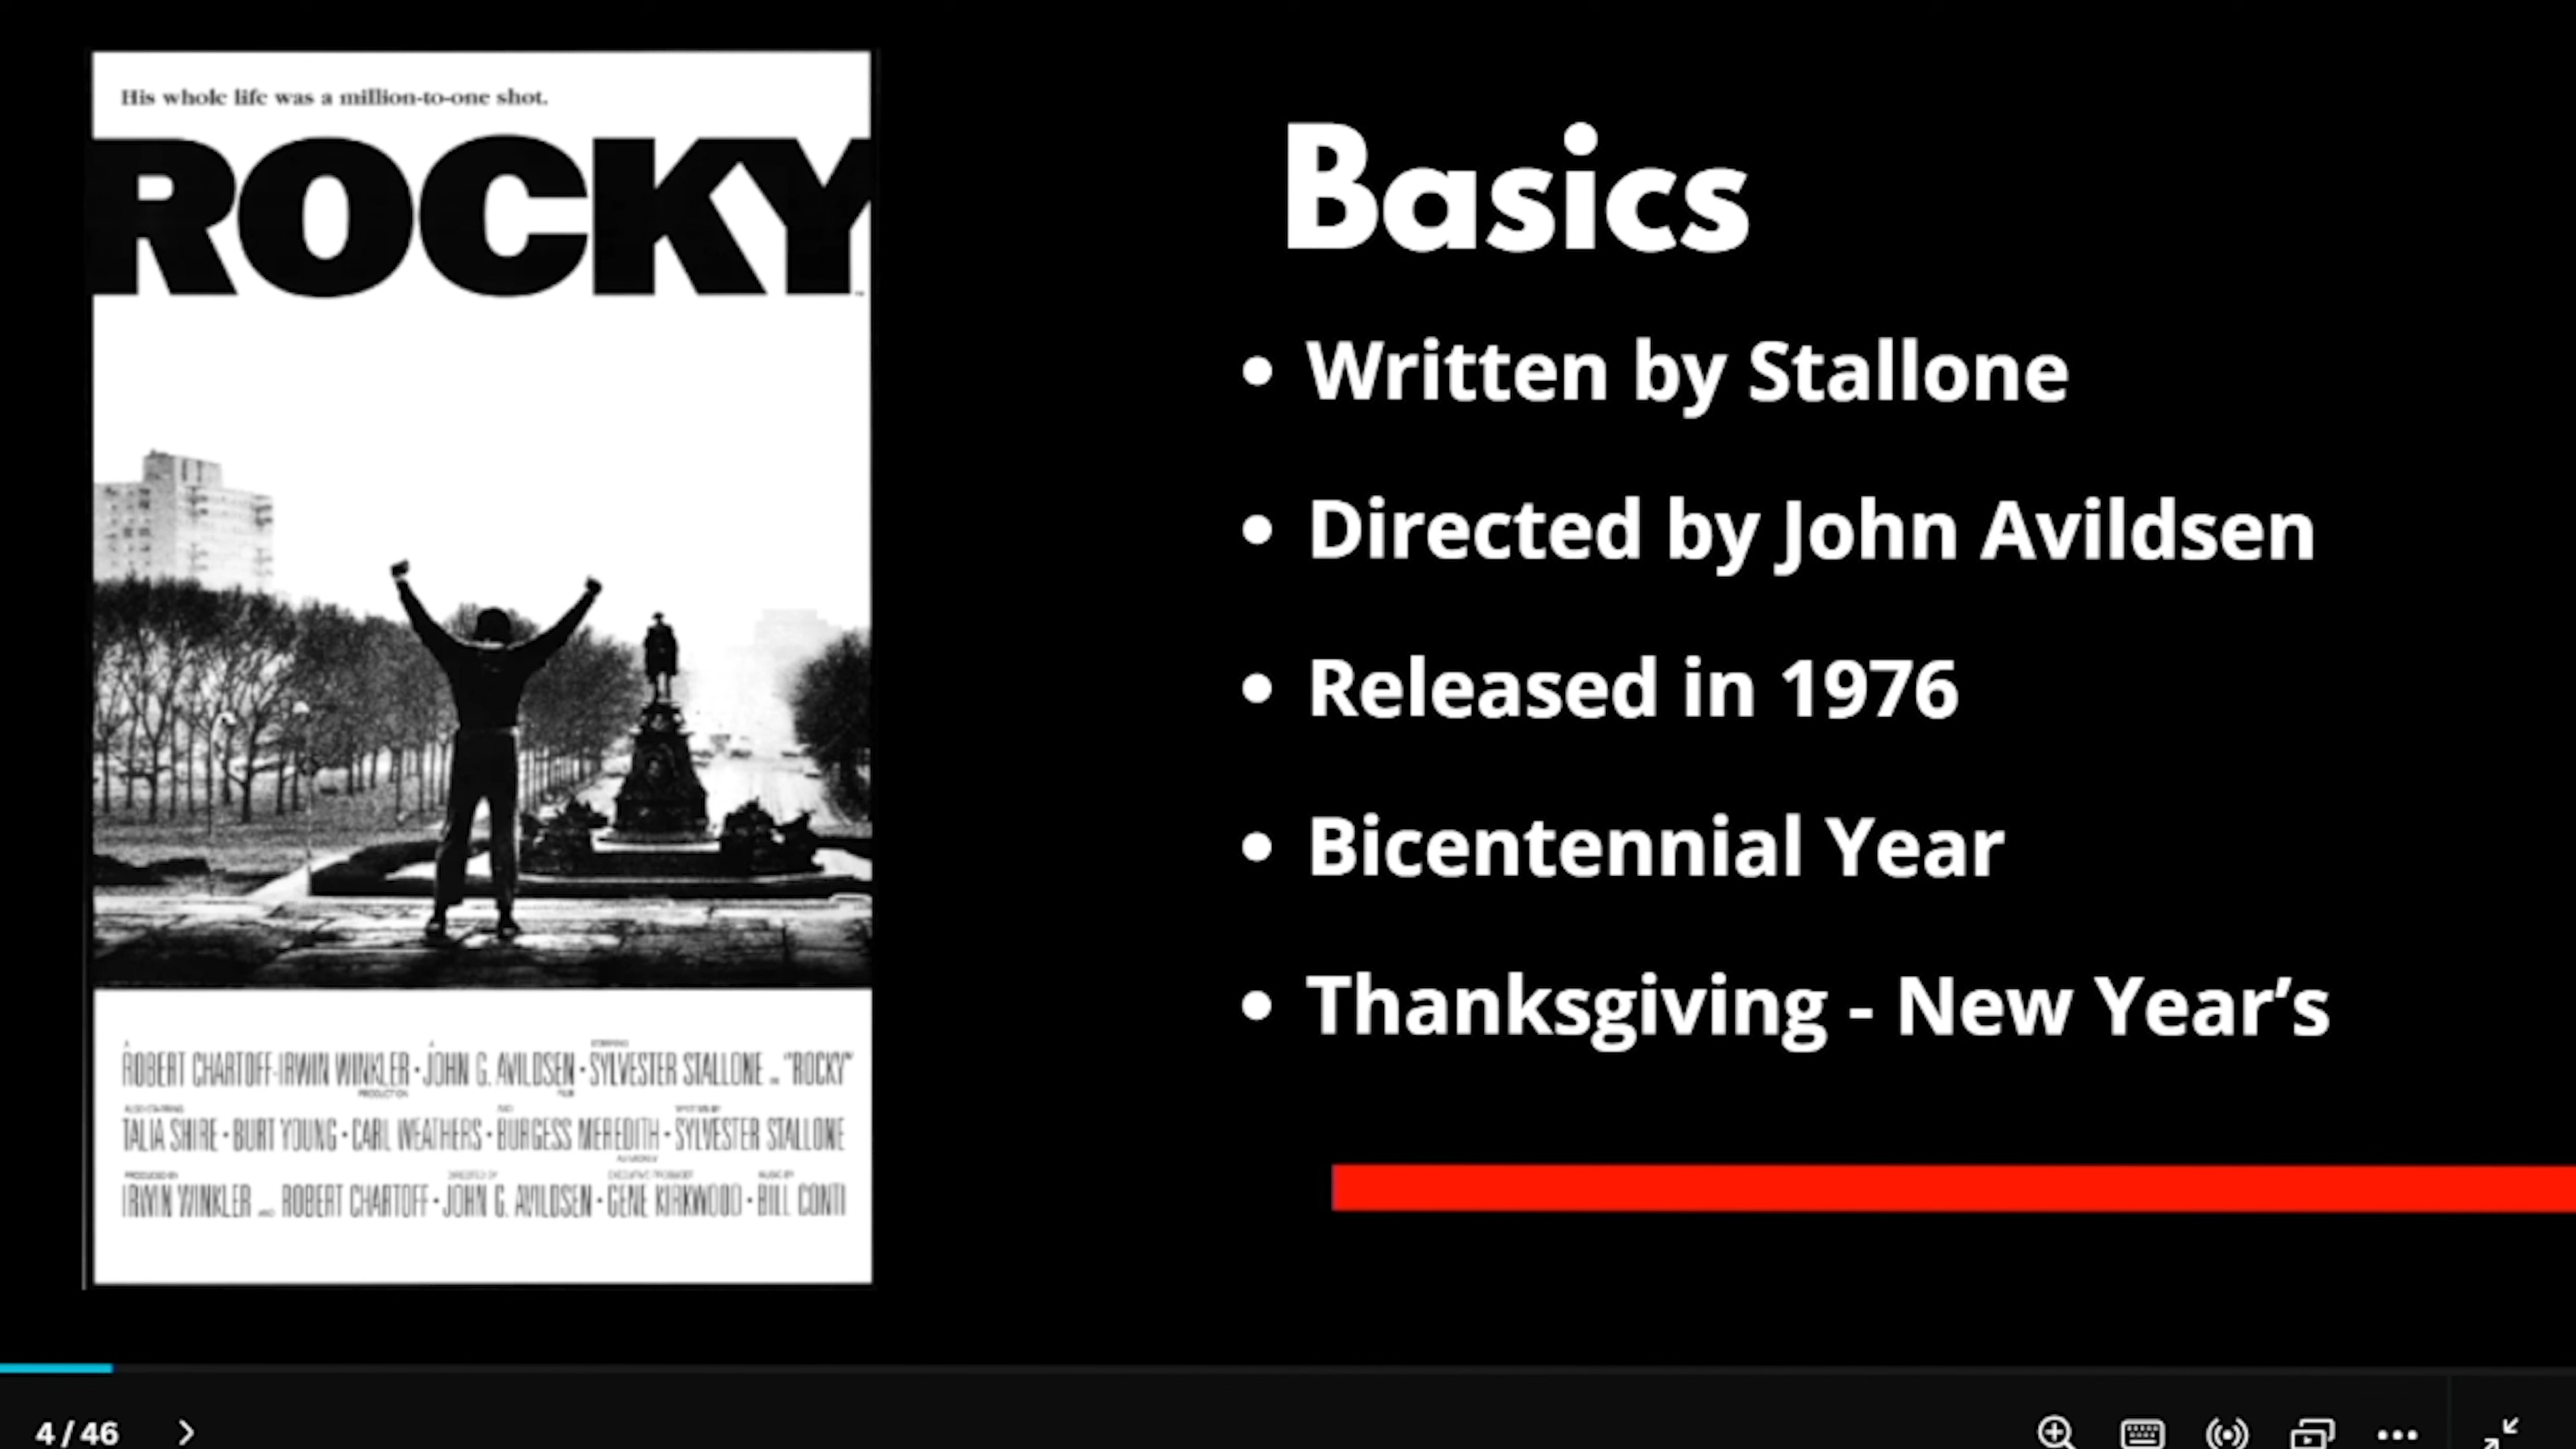 His whole life was a million-to-one shot.
ROCKY
Basics
• Written by Stallone
• Directed by John Avildsen
• Released in 1976
• Bicentennial Year
• Thanksgiving - New Year's
ROBERT CHARTOFF-IRWIN WINKLER • JOHN G. AVILDSEN • SYLVESTER STALLONE "ROCKY"
PRODUCTION
TALIA SHIRE • BURT YOUNG • CARL WEATHERS • BURGESS MEREDITH • SYLVESTER STALLONE
IRWIN WINKLER AND ROBERT CHARTOFF • JOHN G. AVILDSEN • GENE KIRKWOOD • BILL CONTI
4 / 46